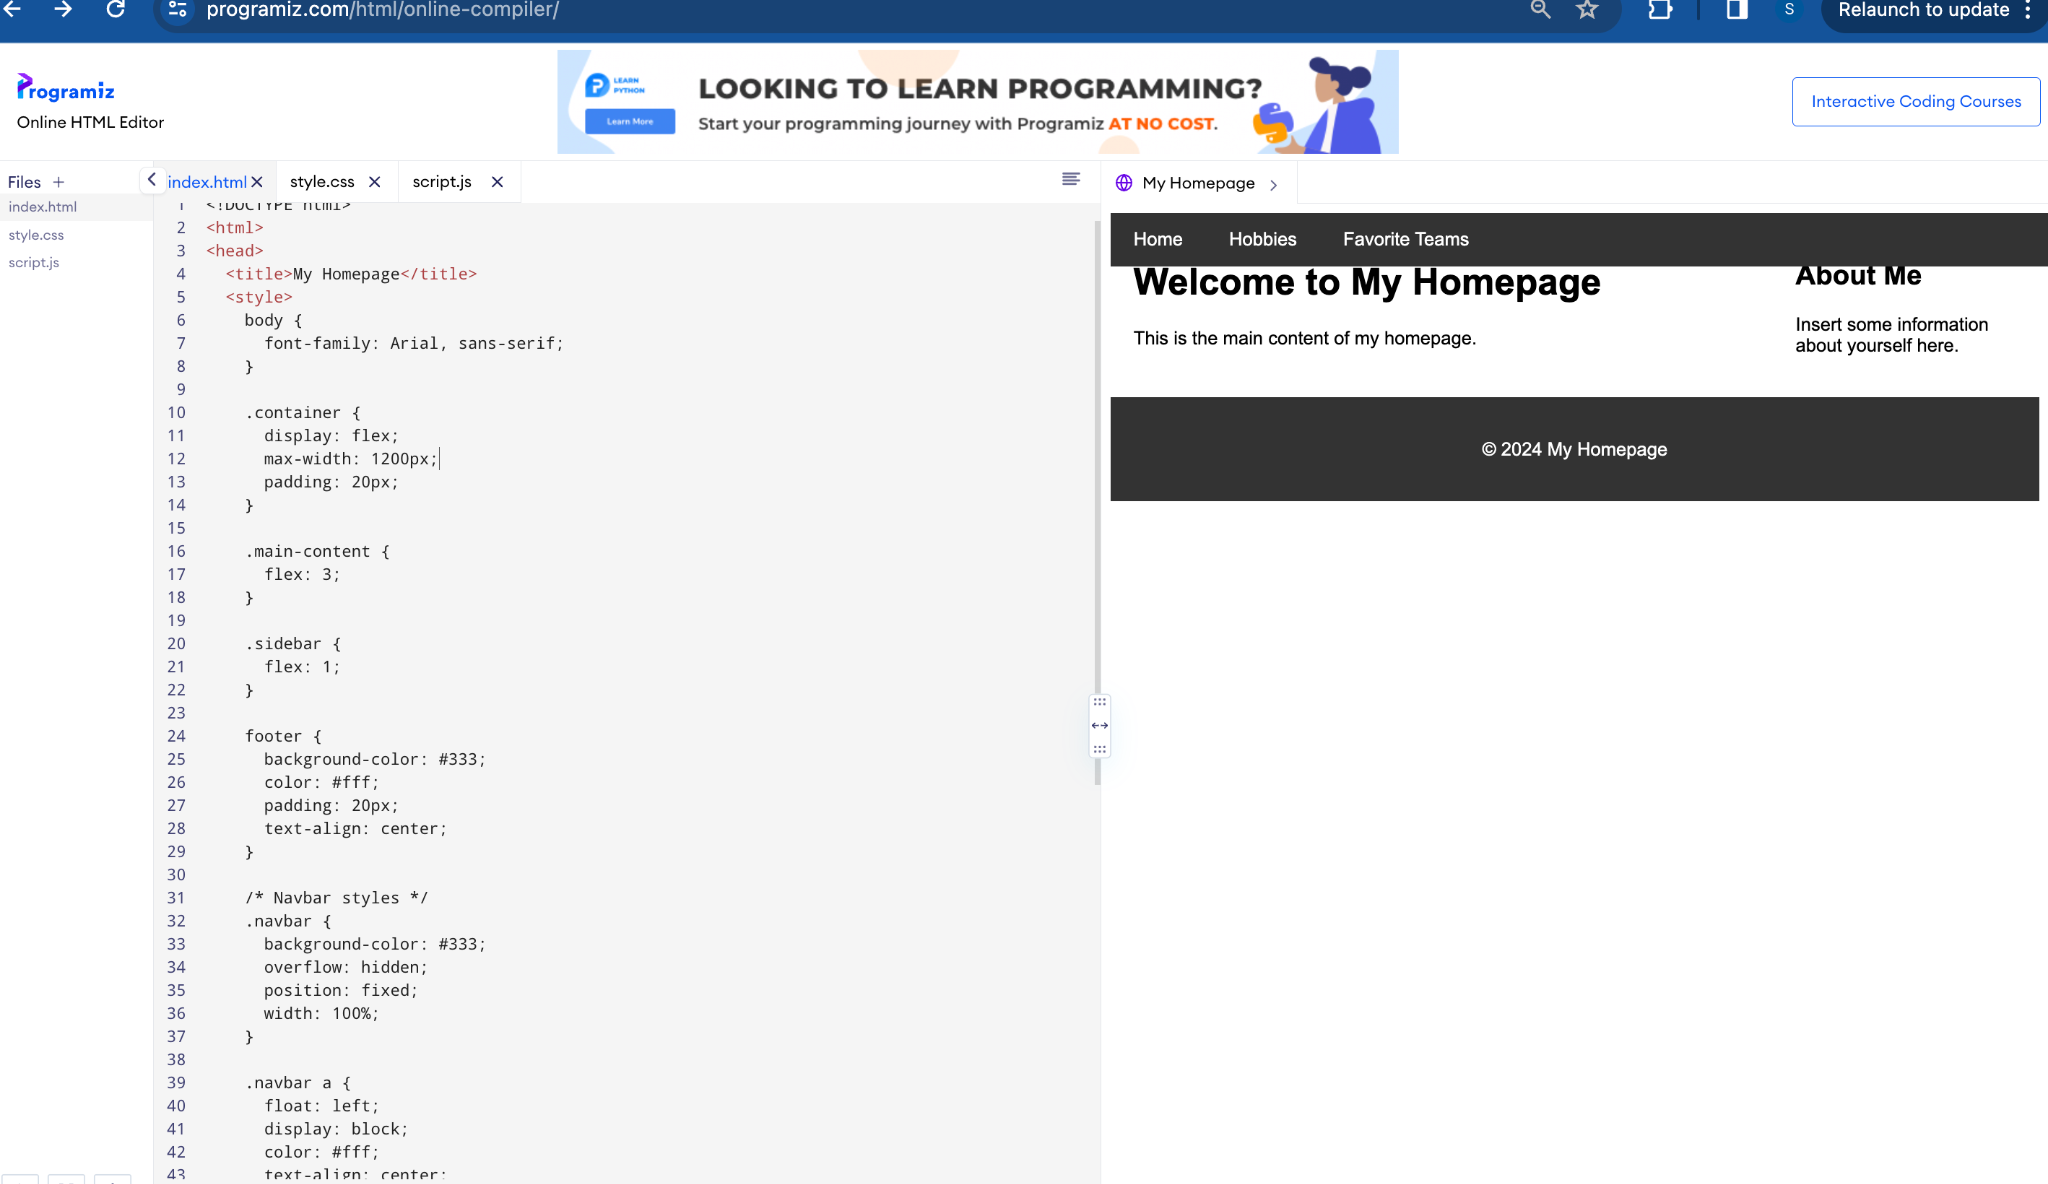 programiz.com/html/online-compiler/
S
Relaunch to update
Programiz
Online HTML Editor
LEARN
PYTHON
Learn More
LOOKING TO LEARN PROGRAMMING?
Start your programming journey with Programiz AT NO COST.
Interactive Coding Courses
Files +
index.html
style.css
script.js
index.html
style.css
script.js
My Homepage
1 <!DOCTYPE html>
2 <html>
3 <head>
4 <title>My Homepage</title>
5 <style>
6 body {
7 font-family: Arial, sans-serif;
8 }
9
10 .container {
11 display: flex;
12 max-width: 1200px;
13 padding: 20px;
14 }
15
16 .main-content {
17 flex: 3;
18 }
19
20 .sidebar {
21 flex: 1;
22 }
23
24 footer {
25 background-color: #333;
26 color: #fff;
27 padding: 20px;
28 text-align: center;
29 }
30
31 /* Navbar styles */
32 .navbar {
33 background-color: #333;
34 overflow: hidden;
35 position: fixed;
36 width: 100%;
37 }
38
39 .navbar a {
40 float: left;
41 display: block;
42 color: #fff;
43 text-align: center;
Home Hobbies Favorite Teams
Welcome to My Homepage
This is the main content of my homepage.
About Me
Insert some information
about yourself here.
© 2024 My Homepage